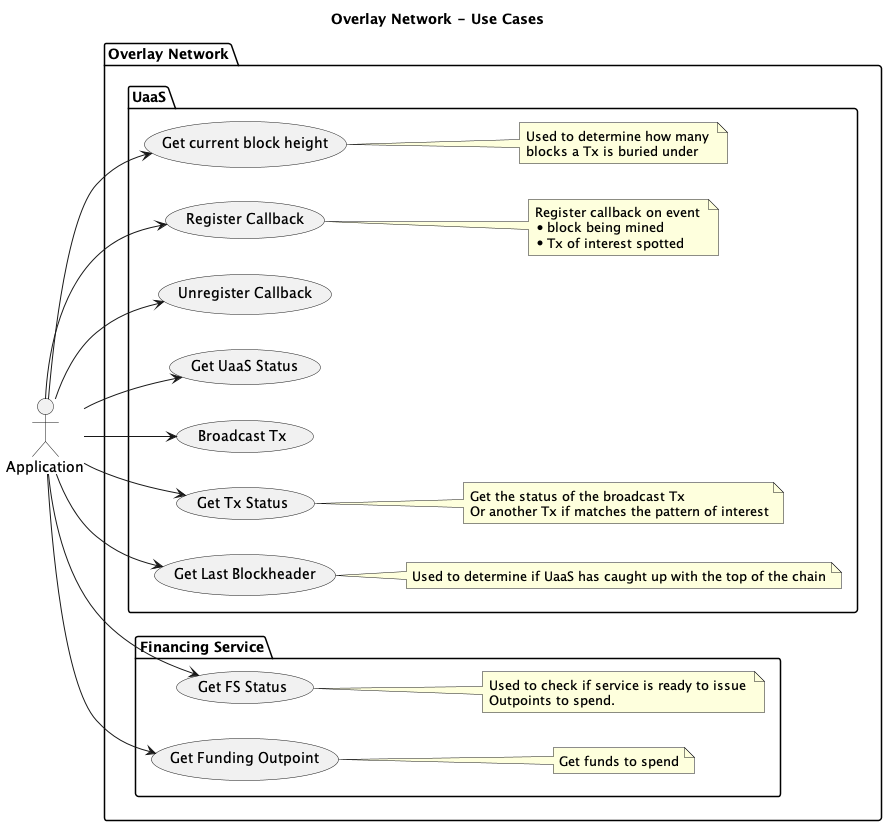 Overlay Network - Use Cases
Overlay Network
UaaS
Get current block height
Used to determine how many
blocks a Tx is buried under
Register Callback
Register callback on event
• block being mined
• Tx of interest spotted
Unregister Callback
Get UaaS Status
Broadcast Tx
Application
Get Tx Status
Get the status of the broadcast Tx
Or another Tx if matches the pattern of interest
Get Last Blockheader
Used to determine if UaaS has caught up with the top of the chain
Financing Service
Get FS Status
Used to check if service is ready to issue
Outpoints to spend.
Get Funding Outpoint
Get funds to spend